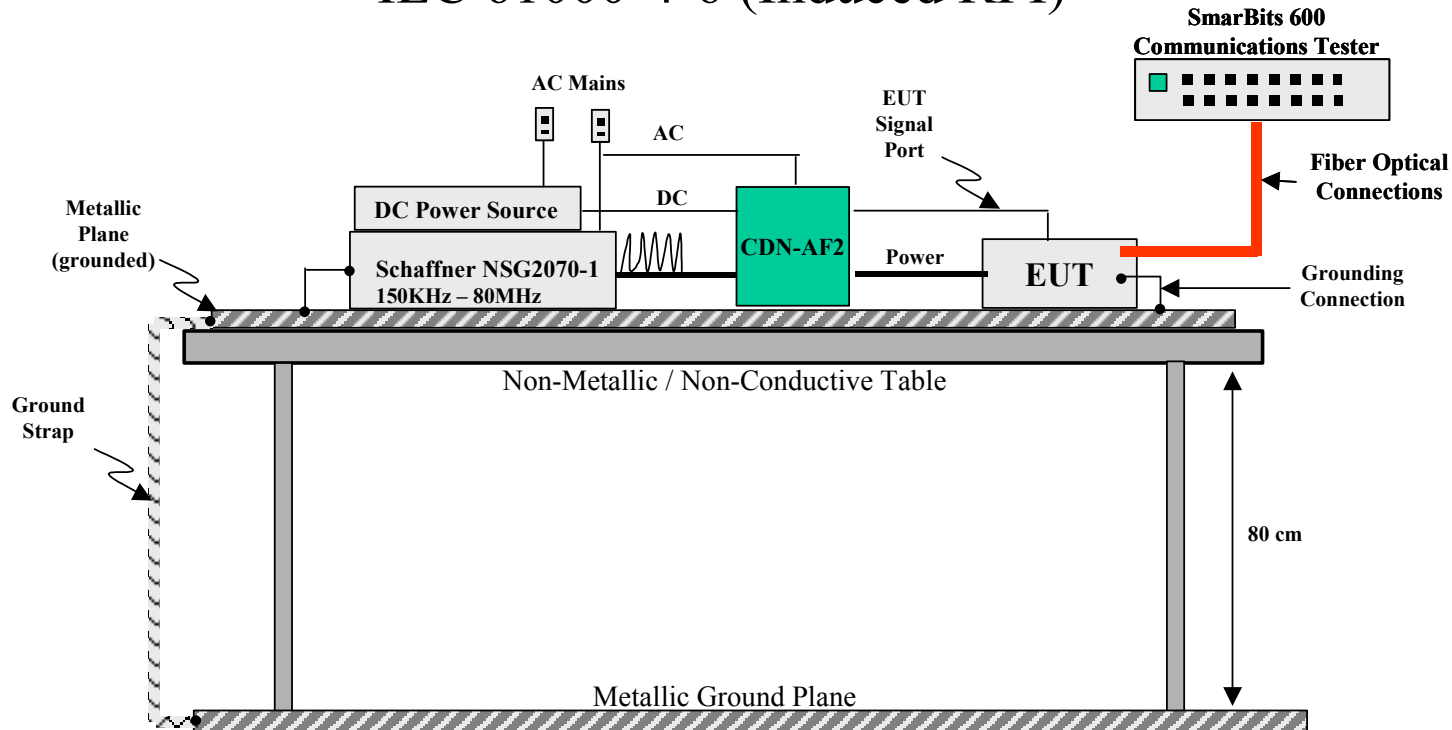 SmarBits 600
Communications Tester
AC Mains
EUT
Signal
Port
AC
Fiber Optical
Connections
Metallic
Plane
(grounded)
DC Power Source
DC
CDN-AF2
Schaffner NSG2070-1
150KHz – 80MHz
Power
EUT
Grounding
Connection
Non-Metallic / Non-Conductive Table
Ground
Strap
80 cm
Metallic Ground Plane